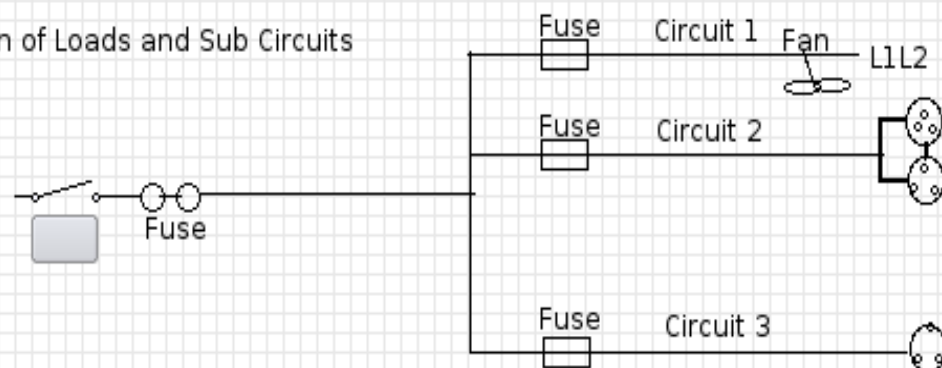 n of Loads and Sub Circuits
Fuse
Circuit 1
Fan
L1L2
Fuse
Circuit 2
Fuse
Fuse
Circuit 3